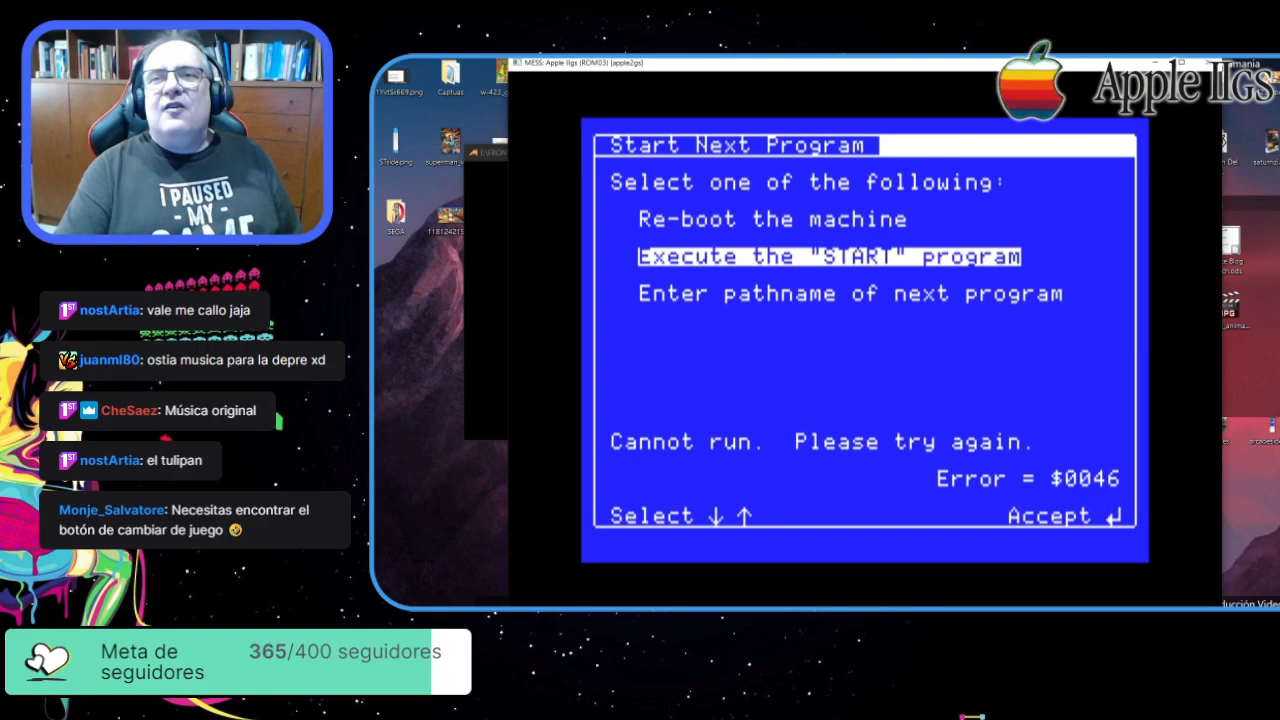 I PAUSED
- MY -
GAME
nostArtia: vale me callo jaja
juanml80: ostia musica para la depre xd
CheSaez: Música original
nostArtia: el tulipan
Monje_Salvatore: Necesitas encontrar el
botón de cambiar de juego 🤣
Meta de
seguidores
365/400 seguidores
MESS: Apple IIgs (ROM03) [apple2gs]
Captuas
STside.png
SEGA
Apple IIGS
Start Next Program
Select one of the following:
Re-boot the machine
Execute the "START" program
Enter pathname of next program
Cannot run. Please try again.
Error = $0046
Select ↓ ↑
Accept ↵